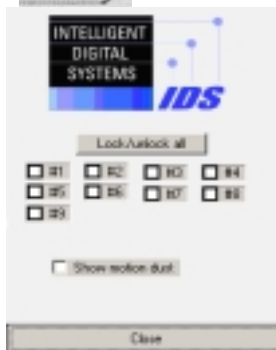 INTELLIGENT
DIGITAL
SYSTEMS
IDS
Lock/unlock all
#1 #2 #3 #4
#5 #6 #7 #8
#9
Show motion dust
Close